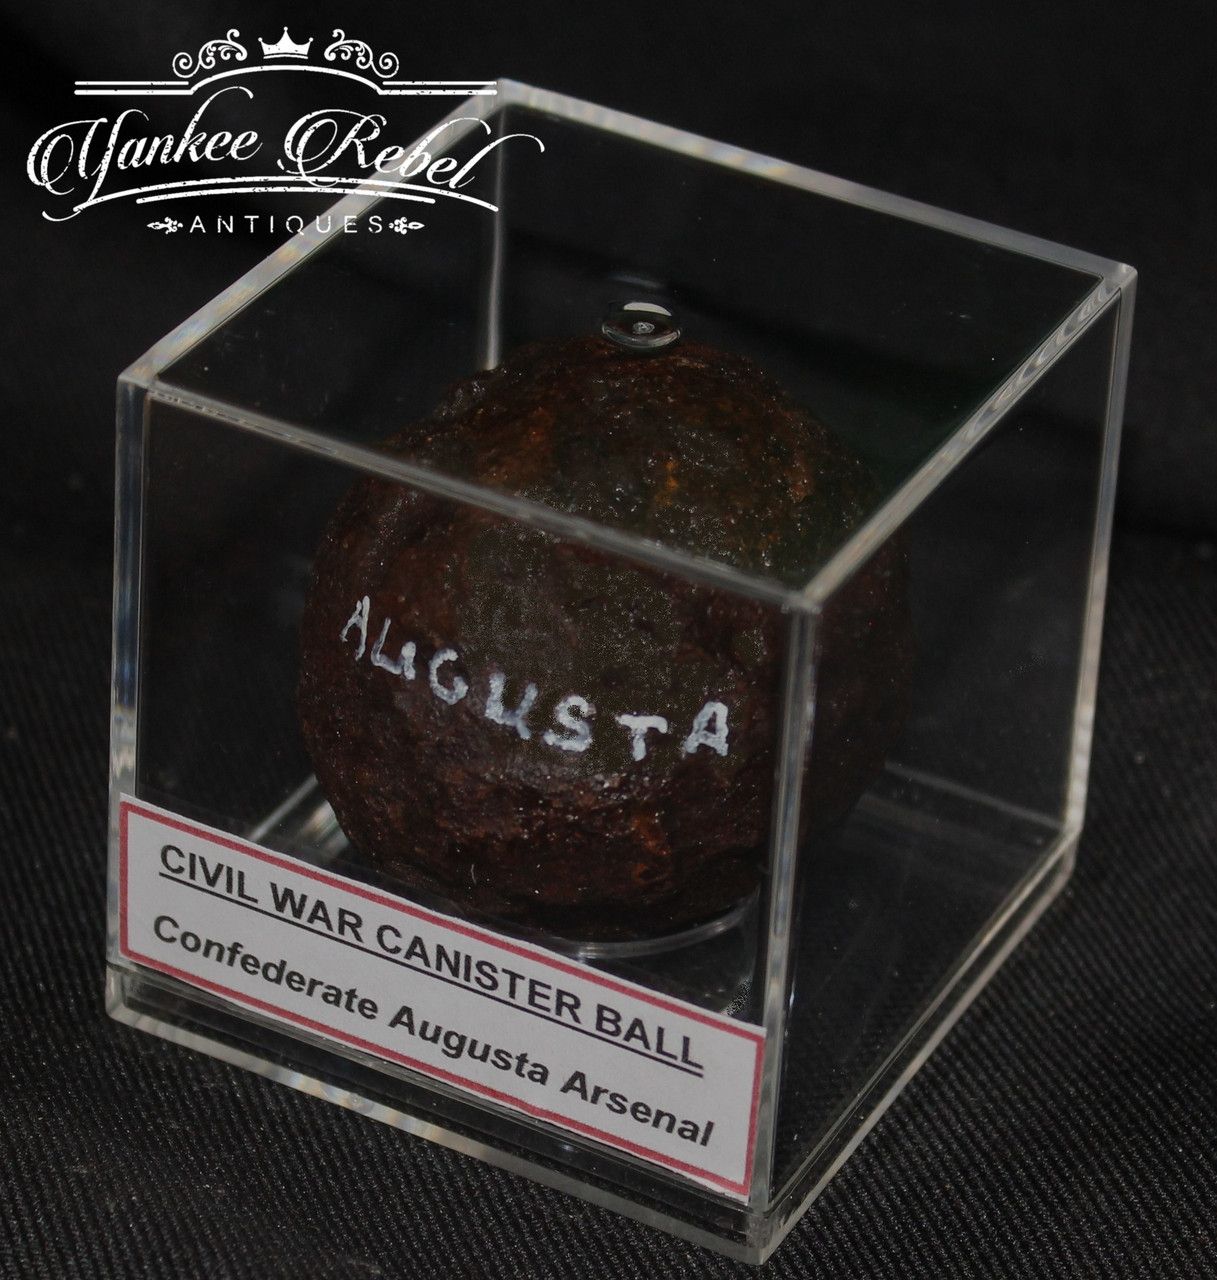 Yankee Rebel
ANTIQUES
AUGUSTA
CIVIL WAR CANISTER BALL
Confederate Augusta Arsenal